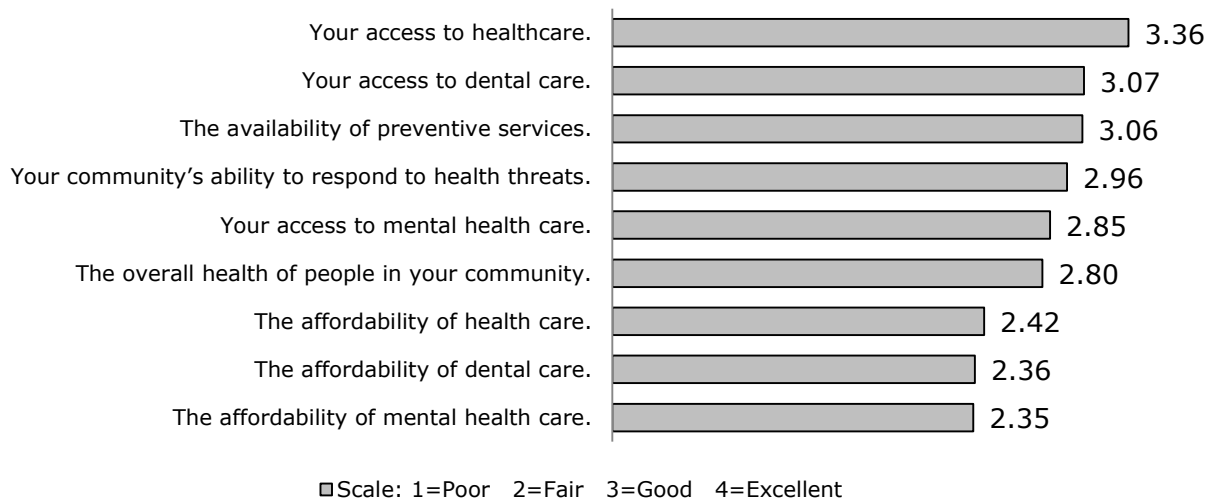 Your access to healthcare. 3.36
Your access to dental care. 3.07
The availability of preventive services. 3.06
Your community’s ability to respond to health threats. 2.96
Your access to mental health care. 2.85
The overall health of people in your community. 2.80
The affordability of health care. 2.42
The affordability of dental care. 2.36
The affordability of mental health care. 2.35
Scale: 1=Poor 2=Fair 3=Good 4=Excellent